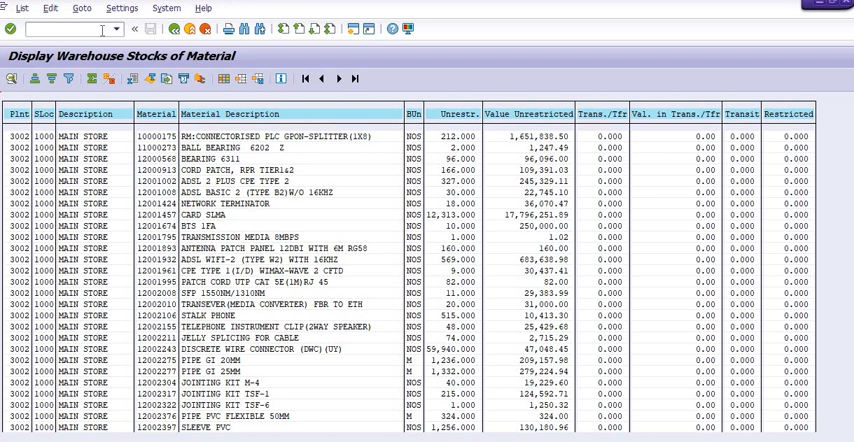 List Edit Goto Settings System Help
Display Warehouse Stocks of Material
Plnt SLoc Description Material Material Description BUn Unrestr. Value Unrestricted Trans./Tfr Val. in Trans./Tfr Transit Restricted
3002 1000 MAIN STORE 10000175 RM:CONNECTORISED PLC GPON-SPLITTER(1X8) NOS 212.000 1,651,838.50 0.000 0.00 0.000 0.000
3002 1000 MAIN STORE 11000273 BALL BEARING 6202 Z NOS 2.000 1,247.49 0.000 0.00 0.000 0.000
3002 1000 MAIN STORE 12000568 BEARING 6311 NOS 96.000 96,096.00 0.000 0.00 0.000 0.000
3002 1000 MAIN STORE 12000913 CORD PATCH, RPR TIER1&2 NOS 166.000 109,391.03 0.000 0.00 0.000 0.000
3002 1000 MAIN STORE 12001002 ADSL 2 PLUS CPE TYPE 2 NOS 327.000 245,329.11 0.000 0.00 0.000 0.000
3002 1000 MAIN STORE 12001008 ADSL BASIC 2 (TYPE B2)W/O 16KHZ NOS 30.000 22,745.10 0.000 0.00 0.000 0.000
3002 1000 MAIN STORE 12001424 NETWORK TERMINATOR NOS 18.000 36,070.47 0.000 0.00 0.000 0.000
3002 1000 MAIN STORE 12001457 CARD SLMA NOS 12,313.000 17,796,251.89 0.000 0.00 0.000 0.000
3002 1000 MAIN STORE 12001674 BTS 1FA NOS 10.000 250,000.00 0.000 0.00 0.000 0.000
3002 1000 MAIN STORE 12001795 TRANSMISSION MEDIA 8MBPS NOS 1.000 1.02 0.000 0.00 0.000 0.000
3002 1000 MAIN STORE 12001893 ANTENNA PATCH PANEL 12DBI WITH 6M RG58 NOS 160.000 160.00 0.000 0.00 0.000 0.000
3002 1000 MAIN STORE 12001932 ADSL WIFI-2 (TYPE W2) WITH 16KHZ NOS 569.000 683,638.98 0.000 0.00 0.000 0.000
3002 1000 MAIN STORE 12001961 CPE TYPE 1(I/D) WIMAX-WAVE 2 CFTD NOS 9.000 30,437.41 0.000 0.00 0.000 0.000
3002 1000 MAIN STORE 12001995 PATCH CORD UTP CAT 5E(1M)RJ 45 NOS 82.000 82.00 0.000 0.00 0.000 0.000
3002 1000 MAIN STORE 12002008 SFP 1550NM/1310NM NOS 11.000 29,383.99 0.000 0.00 0.000 0.000
3002 1000 MAIN STORE 12002010 TRANSEVER(MEDIA CONVERTER) FBR TO ETH NOS 20.000 31,000.00 0.000 0.00 0.000 0.000
3002 1000 MAIN STORE 12002106 STALK PHONE NOS 515.000 10,413.30 0.000 0.00 0.000 0.000
3002 1000 MAIN STORE 12002155 TELEPHONE INSTRUMENT CLIP(2WAY SPEAKER) NOS 48.000 25,429.68 0.000 0.00 0.000 0.000
3002 1000 MAIN STORE 12002211 JELLY SPLICING FOR CABLE NOS 74.000 2,715.29 0.000 0.00 0.000 0.000
3002 1000 MAIN STORE 12002243 DISCRETE WIRE CONNECTOR (DWC)(UY) NOS 59,940.000 47,048.45 0.000 0.00 0.000 0.000
3002 1000 MAIN STORE 12002275 PIPE GI 20MM M 1,236.000 209,157.98 0.000 0.00 0.000 0.000
3002 1000 MAIN STORE 12002277 PIPE GI 25MM M 1,332.000 279,224.94 0.000 0.00 0.000 0.000
3002 1000 MAIN STORE 12002304 JOINTING KIT M-4 NOS 40.000 19,229.60 0.000 0.00 0.000 0.000
3002 1000 MAIN STORE 12002317 JOINTING KIT TSF-1 NOS 215.000 124,592.71 0.000 0.00 0.000 0.000
3002 1000 MAIN STORE 12002322 JOINTING KIT TSF-6 NOS 1.000 1,250.32 0.000 0.00 0.000 0.000
3002 1000 MAIN STORE 12002376 PIPE PVC FLEXIBLE 50MM M 324.000 324.00 0.000 0.00 0.000 0.000
3002 1000 MAIN STORE 12002397 SLEEVE PVC NOS 1,256.000 130,180.96 0.000 0.00 0.000 0.000